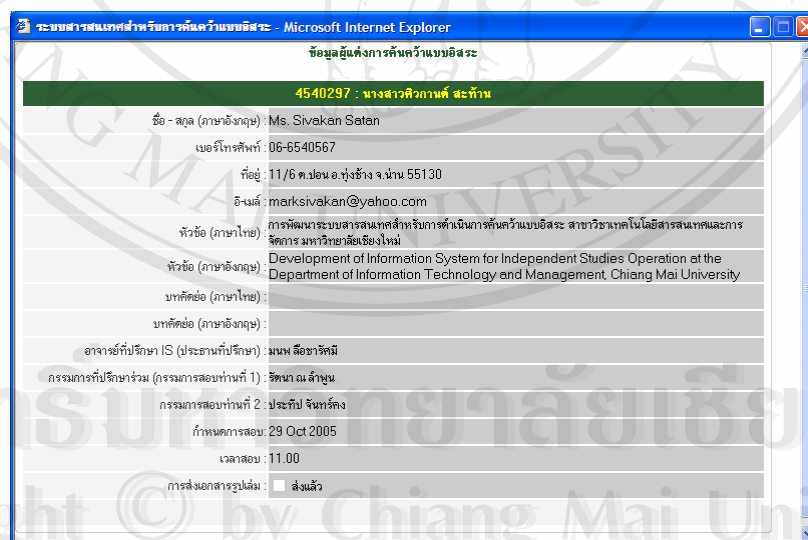 ระบบสารสนเทศสำหรับการค้นคว้าแบบอิสระ - Microsoft Internet Explorer
ข้อมูลผู้แต่งการค้นคว้าแบบอิสระ
4540297 : นางสาวศิวกานต์ สะท้าน
ชื่อ - สกุล (ภาษาอังกฤษ) : Ms. Sivakan Satan
เบอร์โทรศัพท์ : 06-6540567
ที่อยู่ : 11/6 ต.ปอน อ.ทุ่งช้าง จ.น่าน 55130
อีเมล์ : marksivakan@yahoo.com
หัวข้อ (ภาษาไทย) : การพัฒนาระบบสารสนเทศสำหรับการดำเนินการค้นคว้าแบบอิสระ สาขาวิชาเทคโนโลยีสารสนเทศและการ
จัดการ มหาวิทยาลัยเชียงใหม่
หัวข้อ (ภาษาอังกฤษ) : Development of Information System for Independent Studies Operation at the
Department of Information Technology and Management, Chiang Mai University
บทคัดย่อ (ภาษาไทย) :
บทคัดย่อ (ภาษาอังกฤษ) :
อาจารย์ที่ปรึกษา IS (ประธานที่ปรึกษา) : มนพ ลือชารัศมี
กรรมการที่ปรึกษาร่วม (กรรมการสอบท่านที่ 1) : รัตนา ณ ลำพูน
กรรมการสอบท่านที่ 2 : ประทีป จันทร์คง
กำหนดการสอบ: 29 Oct 2005
เวลาสอบ : 11.00
การส่งเอกสารรูปเล่ม : ส่งแล้ว
MAI UNIVERSITY
ธิมหาวิทยาลัยเชีย
ght © by Chiang Mai Uni